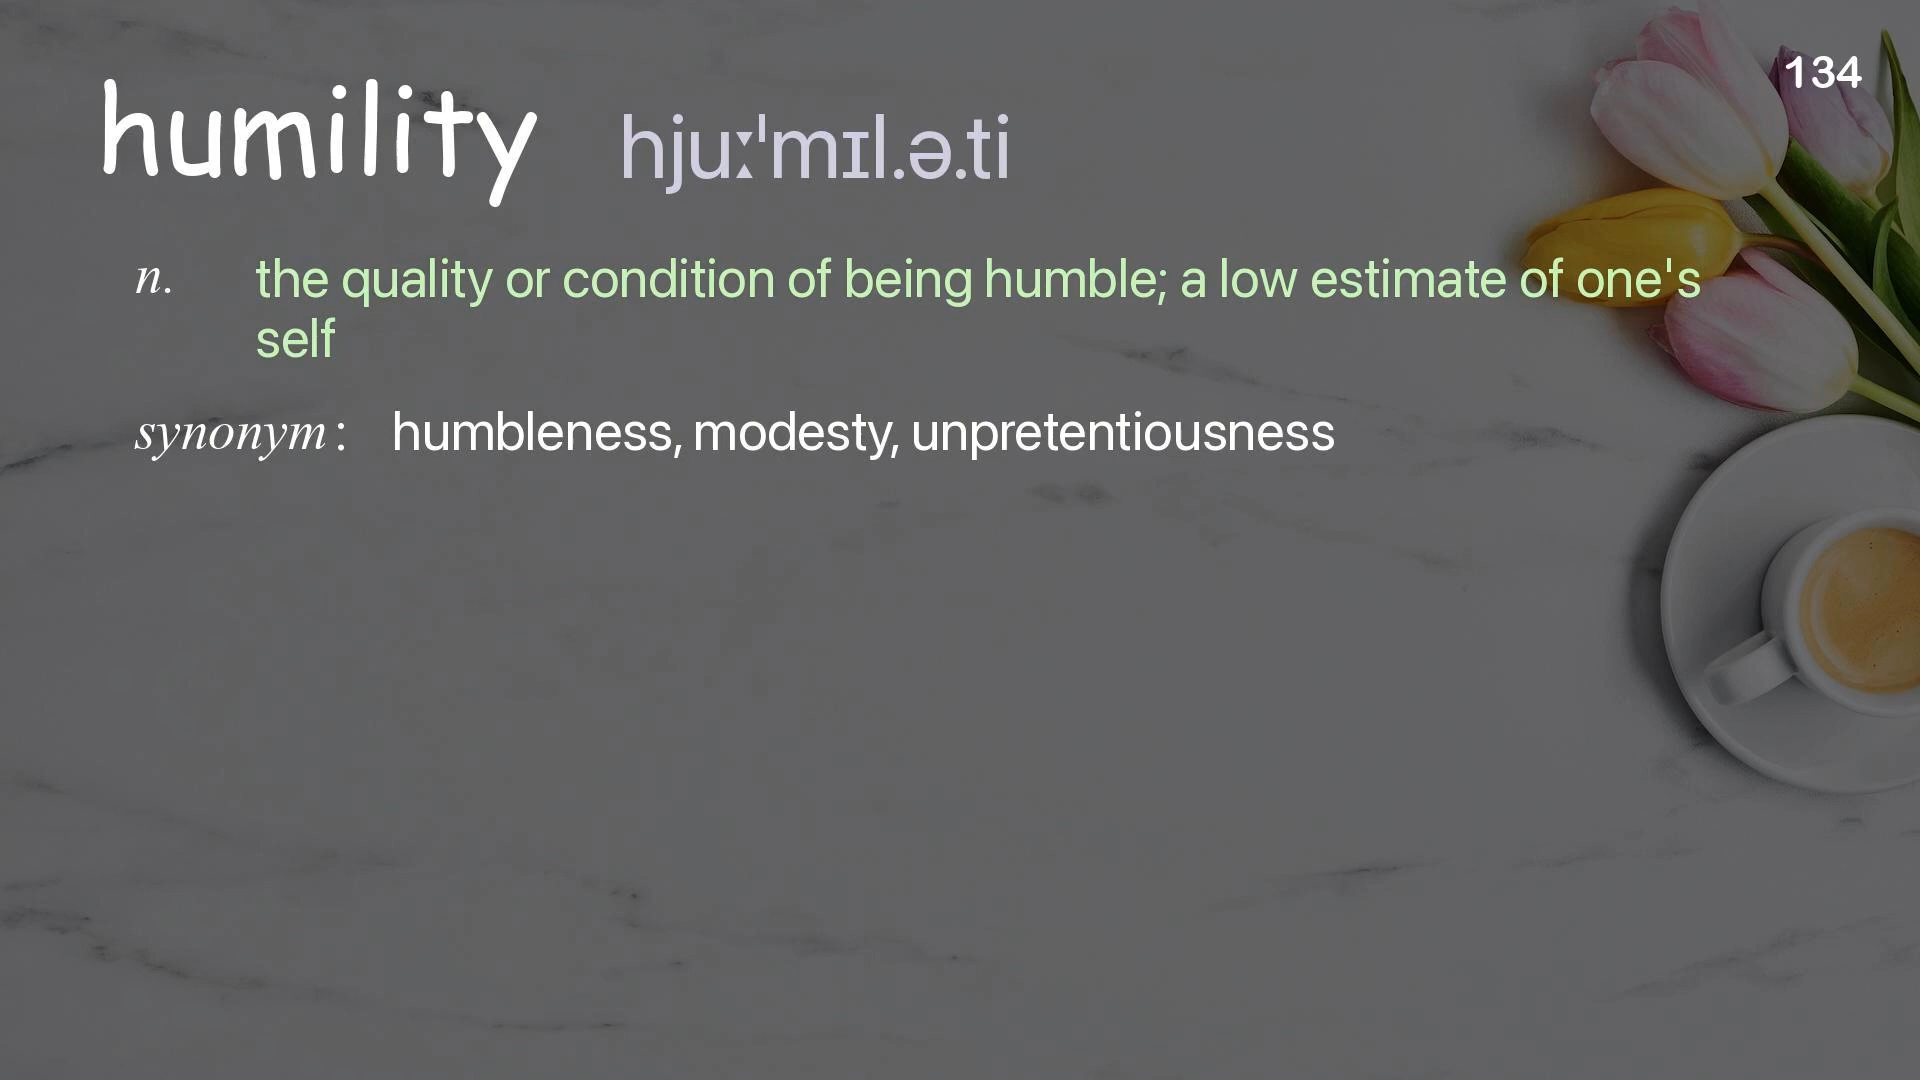 134
humility hjuːˈmɪl.ə.ti
n. the quality or condition of being humble; a low estimate of one's
self
synonym: humbleness, modesty, unpretentiousness